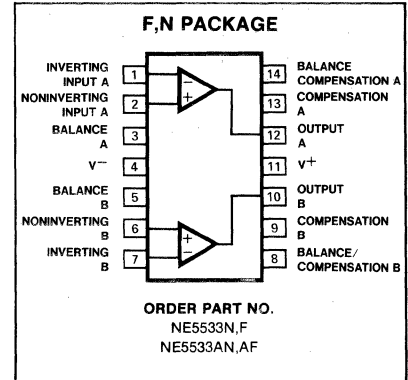 F,N PACKAGE
INVERTING
INPUT A
1
NONINVERTING
INPUT A
2
BALANCE
A
3
V−
4
BALANCE
B
5
NONINVERTING
B
6
INVERTING
B
7
−
+
+
−
14
BALANCE
COMPENSATION A
13
COMPENSATION
A
12
OUTPUT
A
11
V+
10
OUTPUT
B
9
COMPENSATION
B
8
BALANCE/
COMPENSATION B
ORDER PART NO.
NE5533N,F
NE5533AN,AF